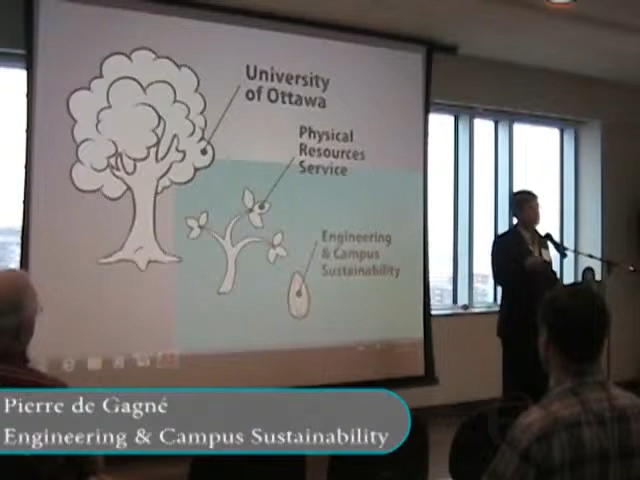 University
of Ottawa
Physical
Resources
Service
Engineering
& Campus
Sustainability
Pierre de Gagné
Engineering & Campus Sustainability